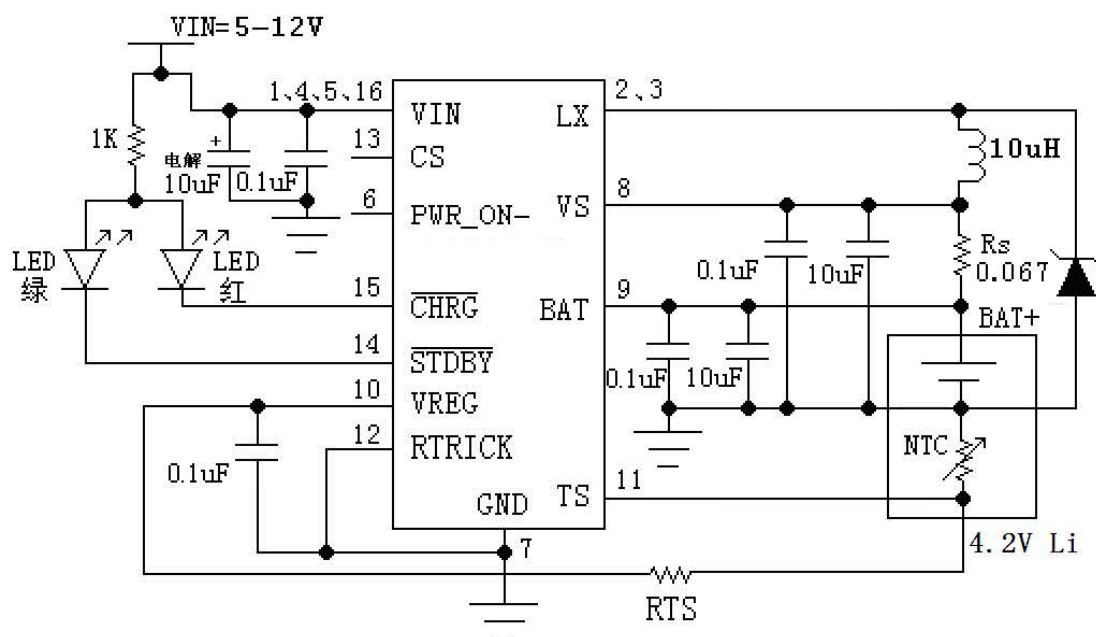 VIN=5-12V
1、4、5、16
VIN
LX
2、3
1K
+
电解
10uF
0.1uF
13
CS
10uH
6
PWR_ON-
VS
8
LED
绿
LED
红
0.1uF
10uF
Rs
0.067
15
CHRG
BAT
9
BAT+
14
STDBY
0.1uF
10uF
10
VREG
12
RTRICK
NTC
0.1uF
TS
11
GND
7
4.2V Li
RTS